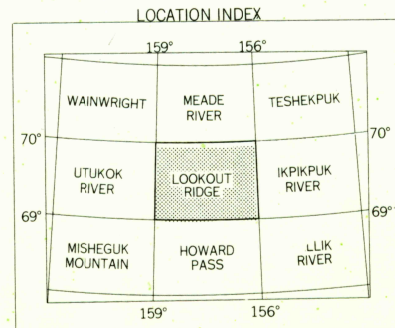 LOCATION INDEX
159° 156°
WAINWRIGHT MEADE RIVER TESHEKPUK
70° 70°
UTUKOK RIVER LOOKOUT RIDGE IKPIKPUK RIVER
69° 69°
MISHEGUK MOUNTAIN HOWARD PASS LLIK RIVER
159° 156°